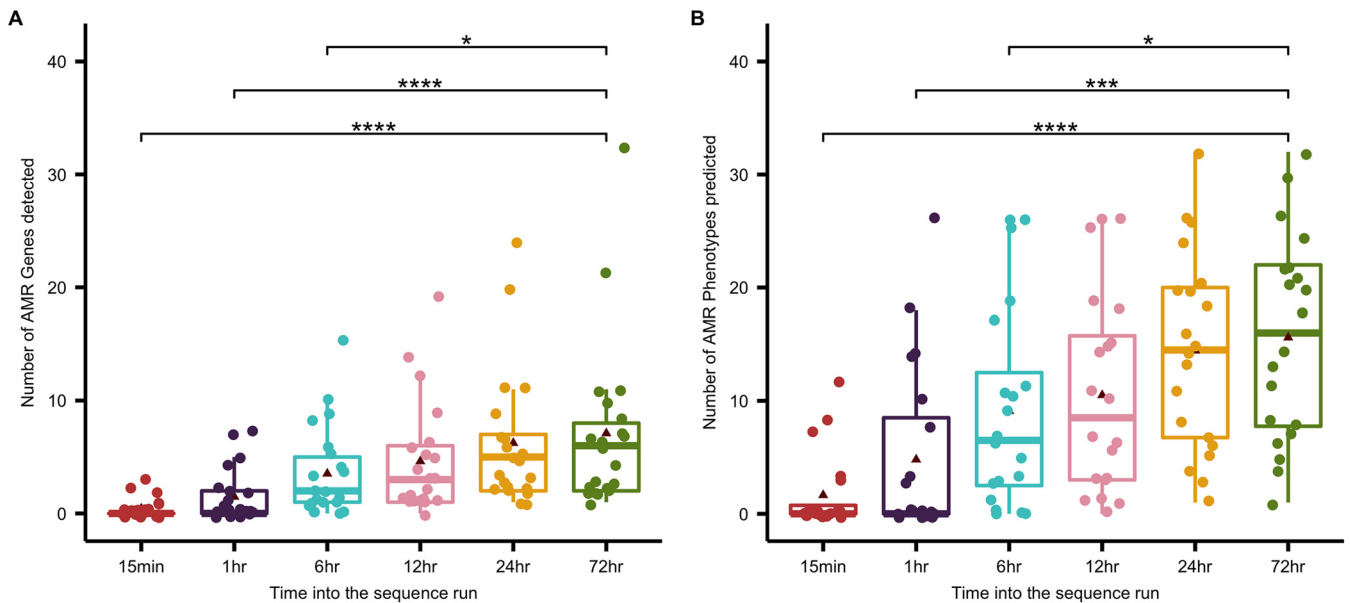 A
Number of AMR Genes detected
40
30
20
10
0
*
****
****
15min 1hr 6hr 12hr 24hr 72hr
Time into the sequence run
B
Number of AMR Phenotypes predicted
40
30
20
10
0
*
***
****
15min 1hr 6hr 12hr 24hr 72hr
Time into the sequence run